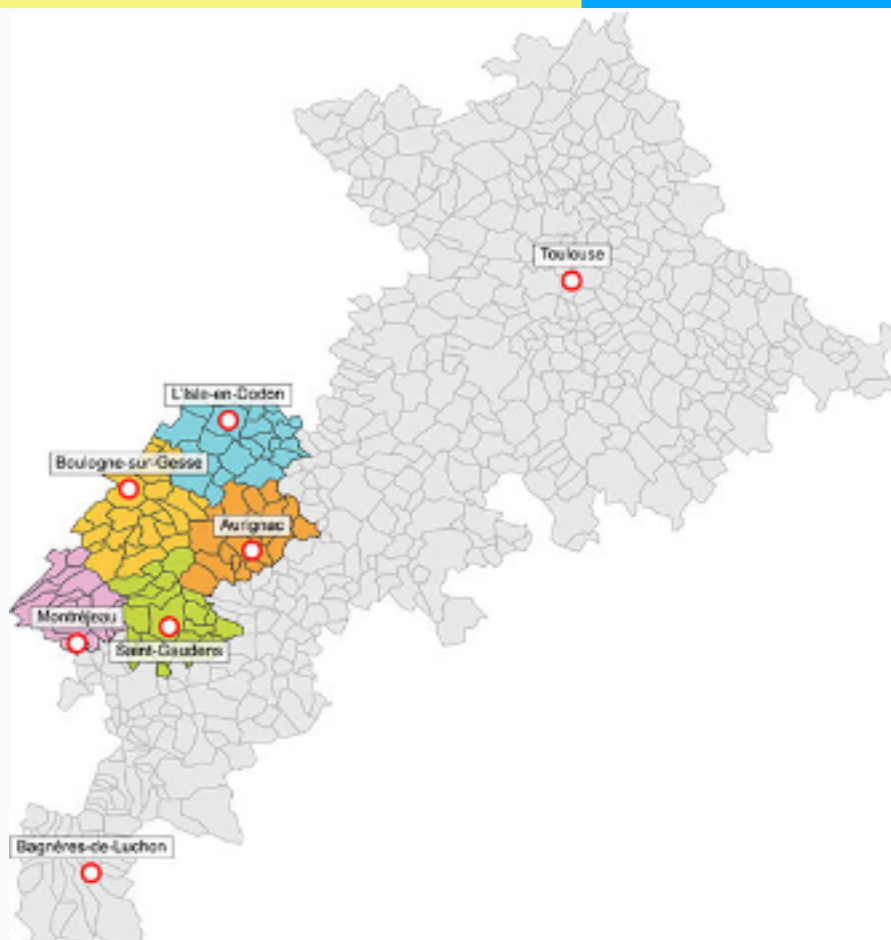 Toulouse
L'Isle-en-Dodon
Boulogne-sur-Gesse
Aurignac
Montréjeau
Saint-Gaudens
Bagnères-de-Luchon